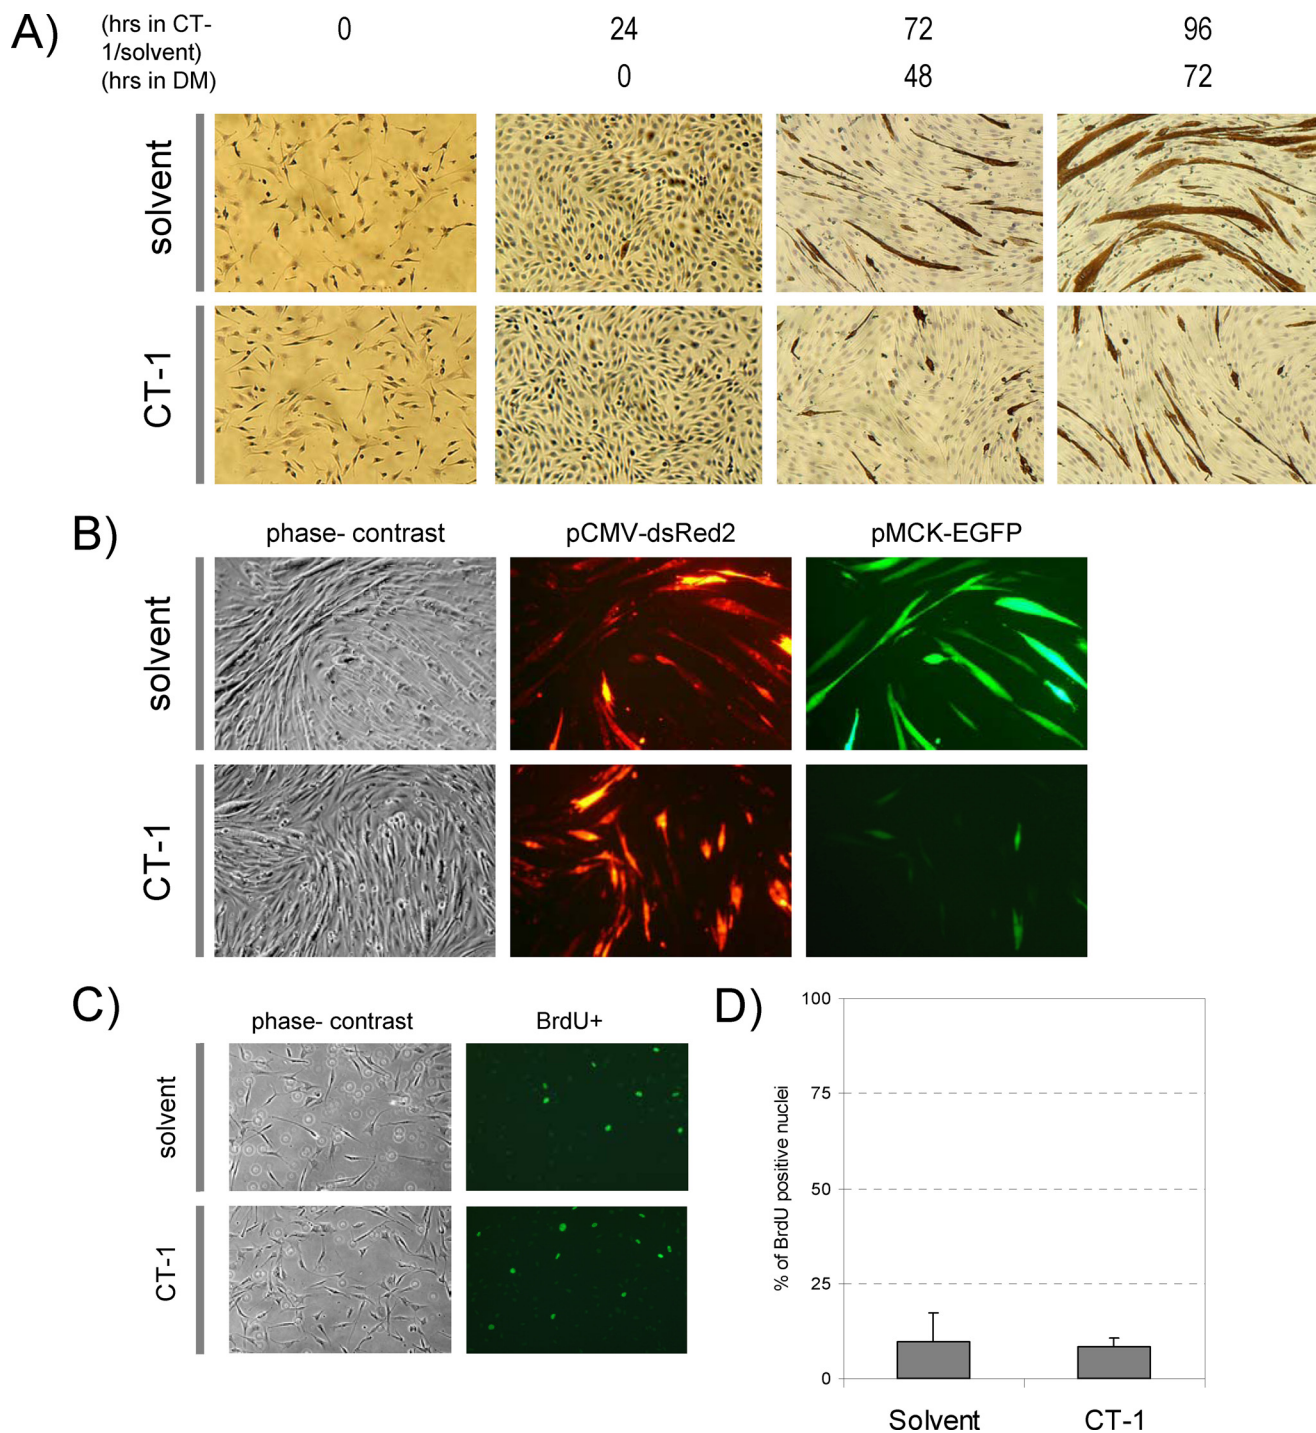 A)
(hrs in CT-
1/solvent)
0 24 72 96
(hrs in DM)
0 48 72
solvent
CT-1
B)
phase- contrast pCMV-dsRed2 pMCK-EGFP
solvent
CT-1
C)
phase- contrast BrdU+
solvent
CT-1
D)
% of BrdU positive nuclei
100
75
50
25
0
Solvent CT-1